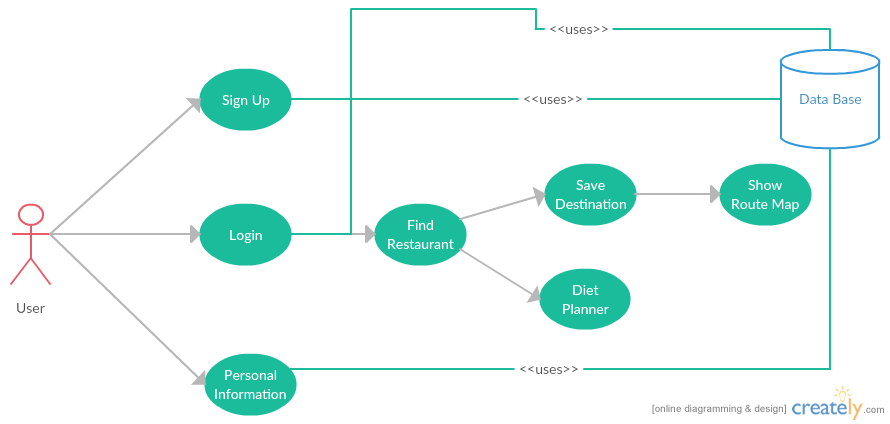 <<uses>>
Sign Up
<<uses>>
Data Base
Save
Destination
Show
Route Map
Login
Find
Restaurant
User
Diet
Planner
Personal
Information
<<uses>>
[online diagramming & design]
creately.com